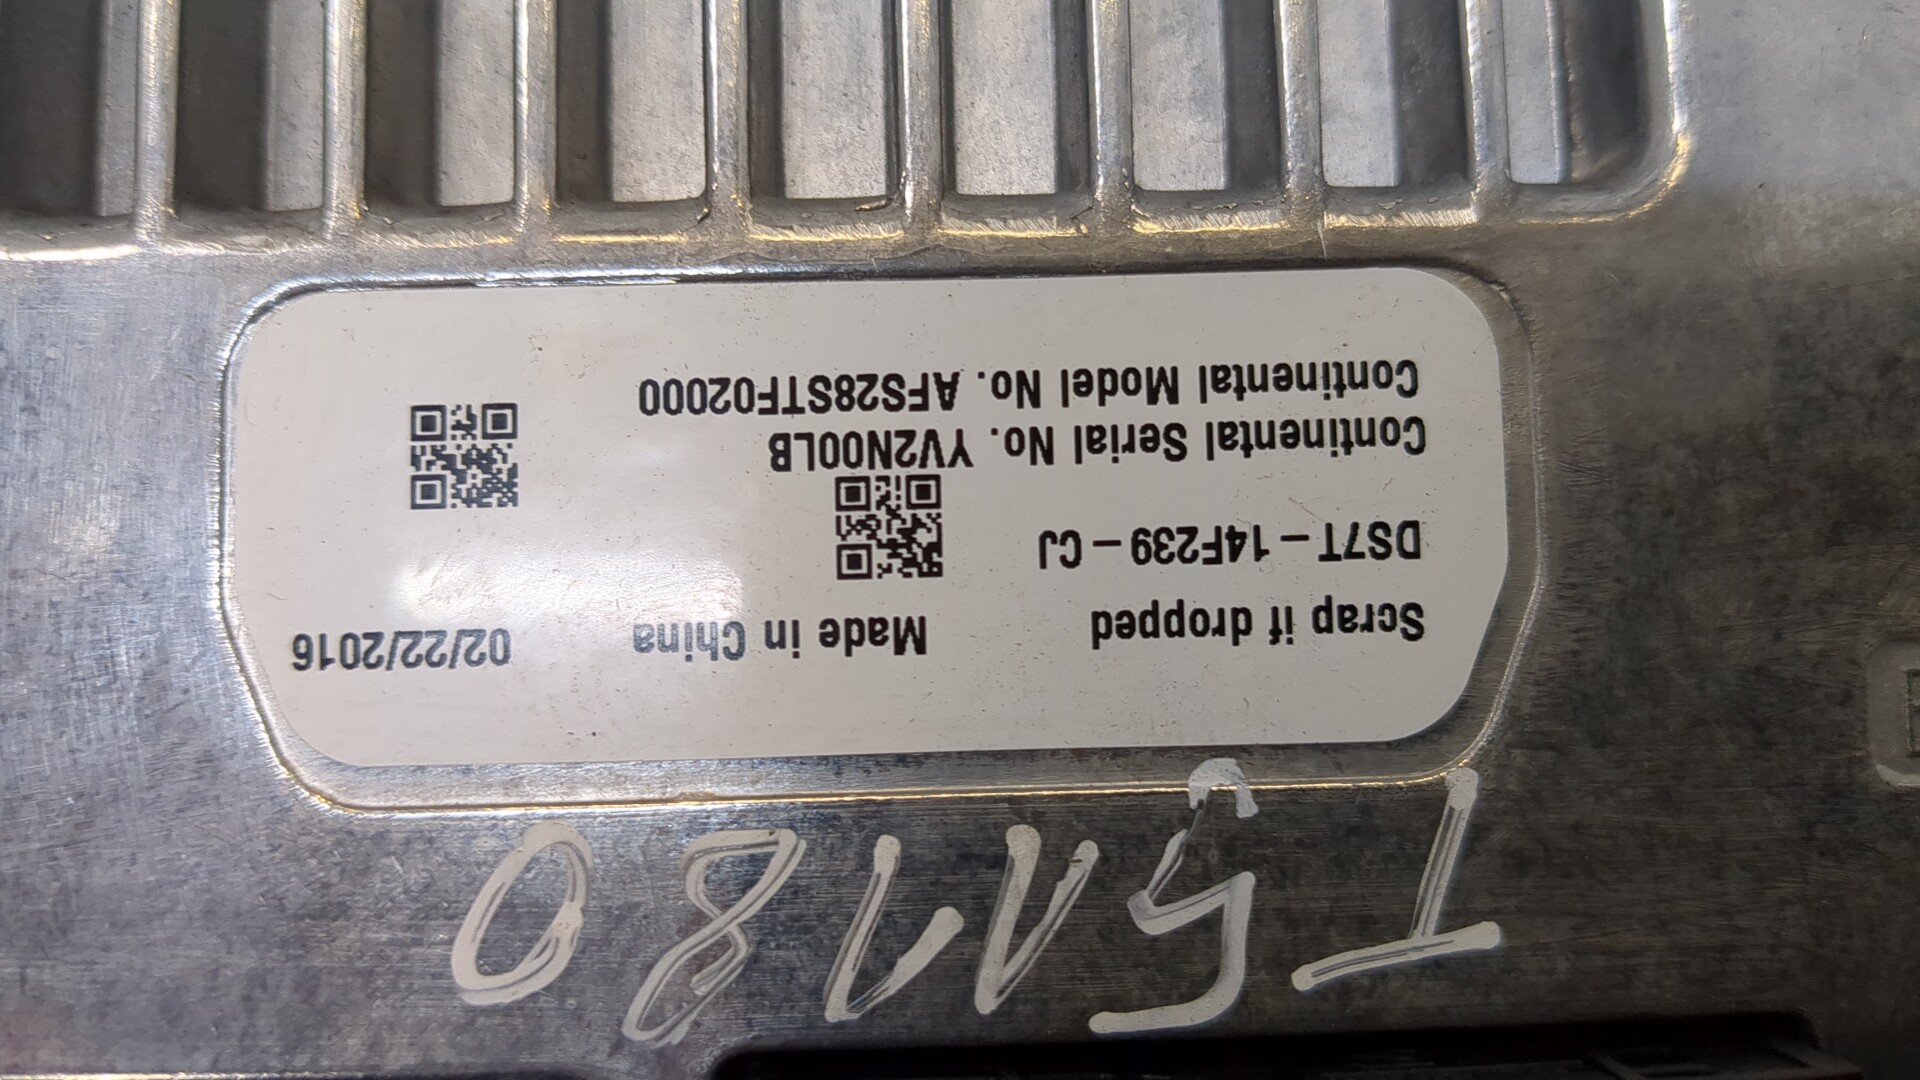 Scrap if dropped Made in China 02/22/2016
DS7T-14F239-CJ
Continental Serial No. YV2N00LB
Continental Model No. AFS28STF02000